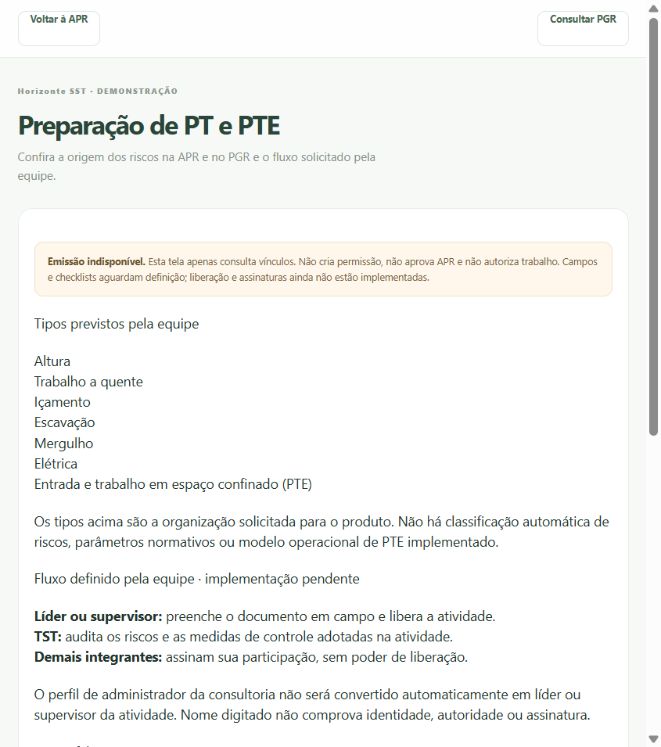 Voltar à APR
Consultar PGR
Horizonte SST · DEMONSTRAÇÃO
Preparação de PT e PTE
Confira a origem dos riscos na APR e no PGR e o fluxo solicitado pela
equipe.
Emissão indisponível. Esta tela apenas consulta vínculos. Não cria permissão, não aprova APR e não autoriza trabalho. Campos
e checklists aguardam definição; liberação e assinaturas ainda não estão implementadas.
Tipos previstos pela equipe
Altura
Trabalho a quente
Içamento
Escavação
Mergulho
Elétrica
Entrada e trabalho em espaço confinado (PTE)
Os tipos acima são a organização solicitada para o produto. Não há classificação automática de
riscos, parâmetros normativos ou modelo operacional de PTE implementado.
Fluxo definido pela equipe · implementação pendente
Líder ou supervisor: preenche o documento em campo e libera a atividade.
TST: audita os riscos e as medidas de controle adotadas na atividade.
Demais integrantes: assinam sua participação, sem poder de liberação.
O perfil de administrador da consultoria não será convertido automaticamente em líder ou
supervisor da atividade. Nome digitado não comprova identidade, autoridade ou assinatura.